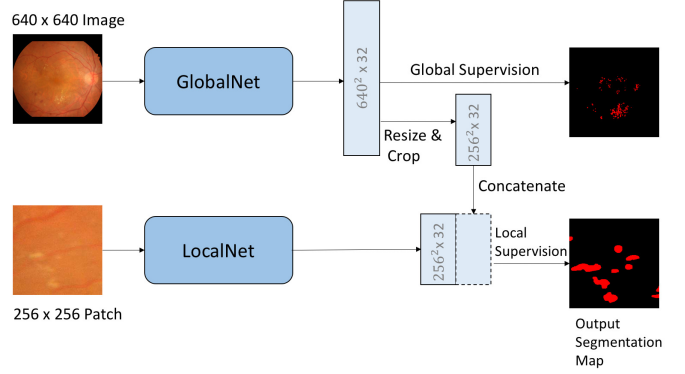 640 x 640 Image
GlobalNet
640² x 32
Global Supervision
Resize &
Crop
256² x 32
Concatenate
LocalNet
256² x 32
Local
Supervision
256 x 256 Patch
Output
Segmentation
Map